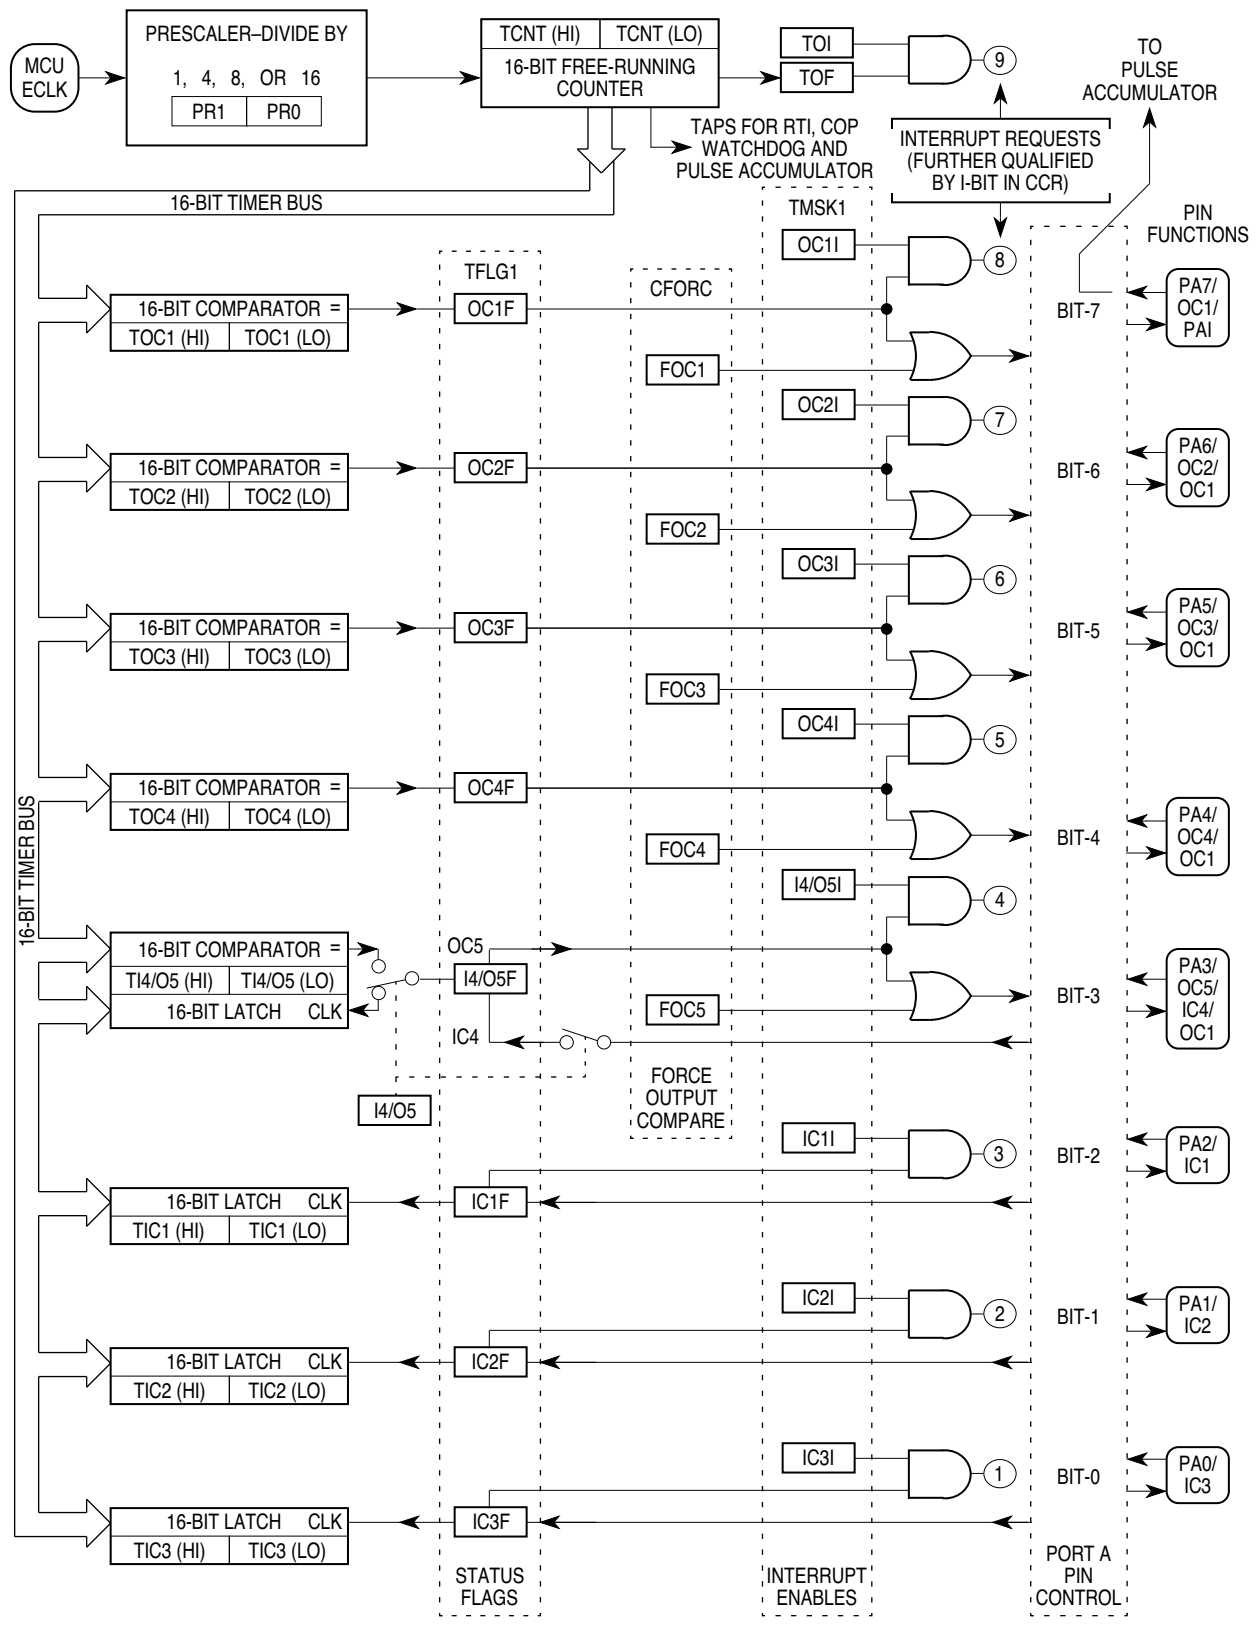 MCU
ECLK
PRESCALER–DIVIDE BY
1, 4, 8, OR 16
PR1 PR0
TCNT (HI) TCNT (LO)
16-BIT FREE-RUNNING
COUNTER
TOI
TOF
9
TO
PULSE
ACCUMULATOR
TAPS FOR RTI, COP
WATCHDOG AND
PULSE ACCUMULATOR
INTERRUPT REQUESTS
(FURTHER QUALIFIED
BY I-BIT IN CCR)
16-BIT TIMER BUS
TMSK1
PIN
FUNCTIONS
OC1I
8
TFLG1
CFORC
16-BIT COMPARATOR =
TOC1 (HI) TOC1 (LO)
OC1F
FOC1
BIT-7
PA7/
OC1/
PAI
OC2I
7
16-BIT COMPARATOR =
TOC2 (HI) TOC2 (LO)
OC2F
FOC2
BIT-6
PA6/
OC2/
OC1
OC3I
6
16-BIT COMPARATOR =
TOC3 (HI) TOC3 (LO)
OC3F
FOC3
BIT-5
PA5/
OC3/
OC1
OC4I
5
16-BIT COMPARATOR =
TOC4 (HI) TOC4 (LO)
OC4F
FOC4
BIT-4
PA4/
OC4/
OC1
16-BIT TIMER BUS
I4/O5I
4
16-BIT COMPARATOR =
TI4/O5 (HI) TI4/O5 (LO)
16-BIT LATCH CLK
OC5
I4/O5F
IC4
FOC5
BIT-3
PA3/
OC5/
IC4/
OC1
I4/O5
FORCE
OUTPUT
COMPARE
IC1I
3
BIT-2
PA2/
IC1
16-BIT LATCH CLK
TIC1 (HI) TIC1 (LO)
IC1F
IC2I
2
BIT-1
PA1/
IC2
16-BIT LATCH CLK
TIC2 (HI) TIC2 (LO)
IC2F
IC3I
1
BIT-0
PA0/
IC3
16-BIT LATCH CLK
TIC3 (HI) TIC3 (LO)
IC3F
STATUS
FLAGS
INTERRUPT
ENABLES
PORT A
PIN
CONTROL